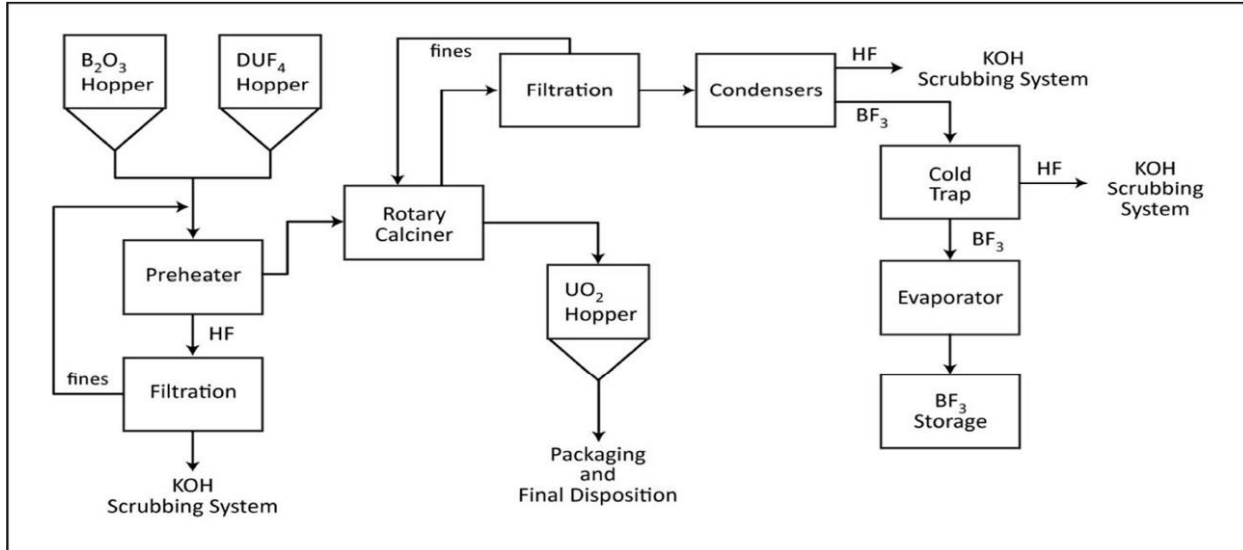 B₂O₃
Hopper
DUF₄
Hopper
fines
Filtration
Condensers
HF
KOH
Scrubbing System
BF₃
Cold
Trap
HF
KOH
Scrubbing
System
BF₃
Rotary
Calciner
Preheater
UO₂
Hopper
Evaporator
HF
fines
Filtration
BF₃
Storage
Packaging
and
Final Disposition
KOH
Scrubbing System